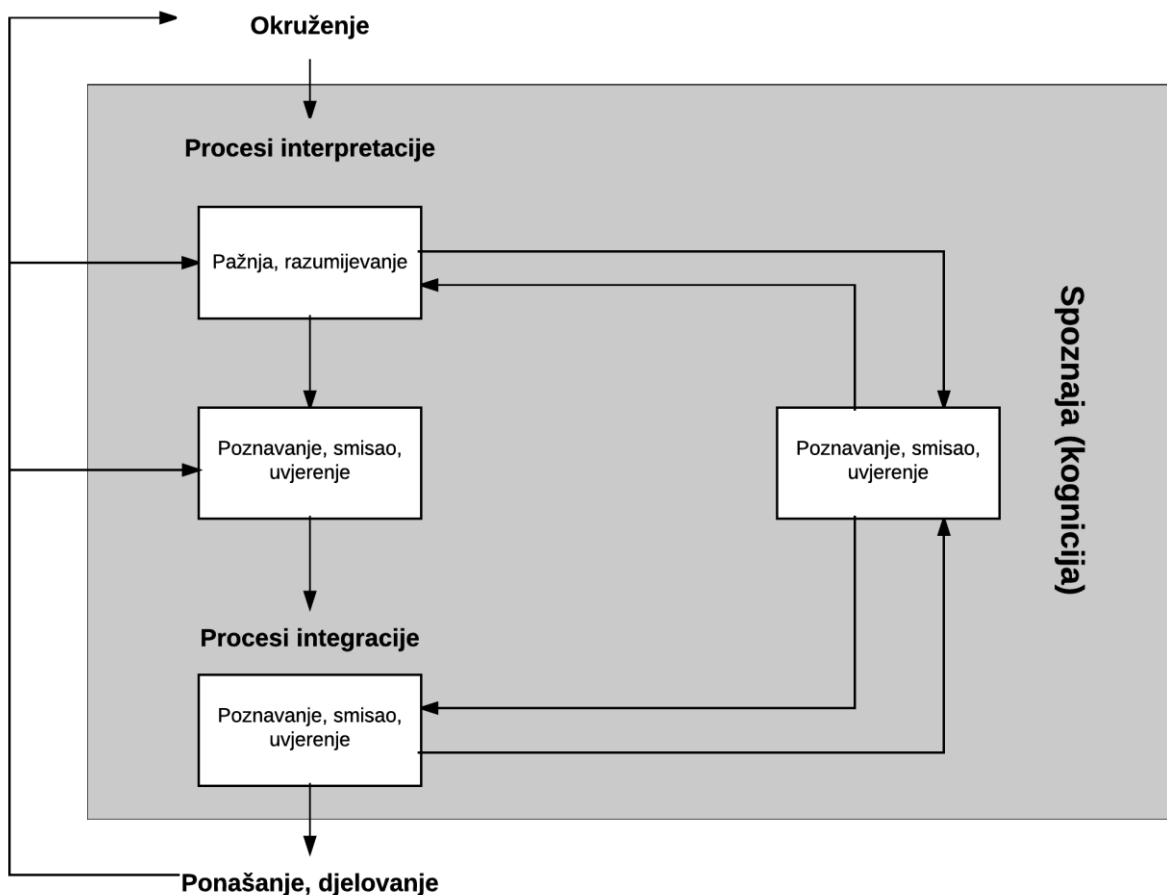 Okruženje
Procesi interpretacije
Pažnja, razumijevanje
Poznavanje, smisao,
uvjerenje
Poznavanje, smisao,
uvjerenje
Spoznaja (kognicija)
Procesi integracije
Poznavanje, smisao,
uvjerenje
Ponašanje, djelovanje